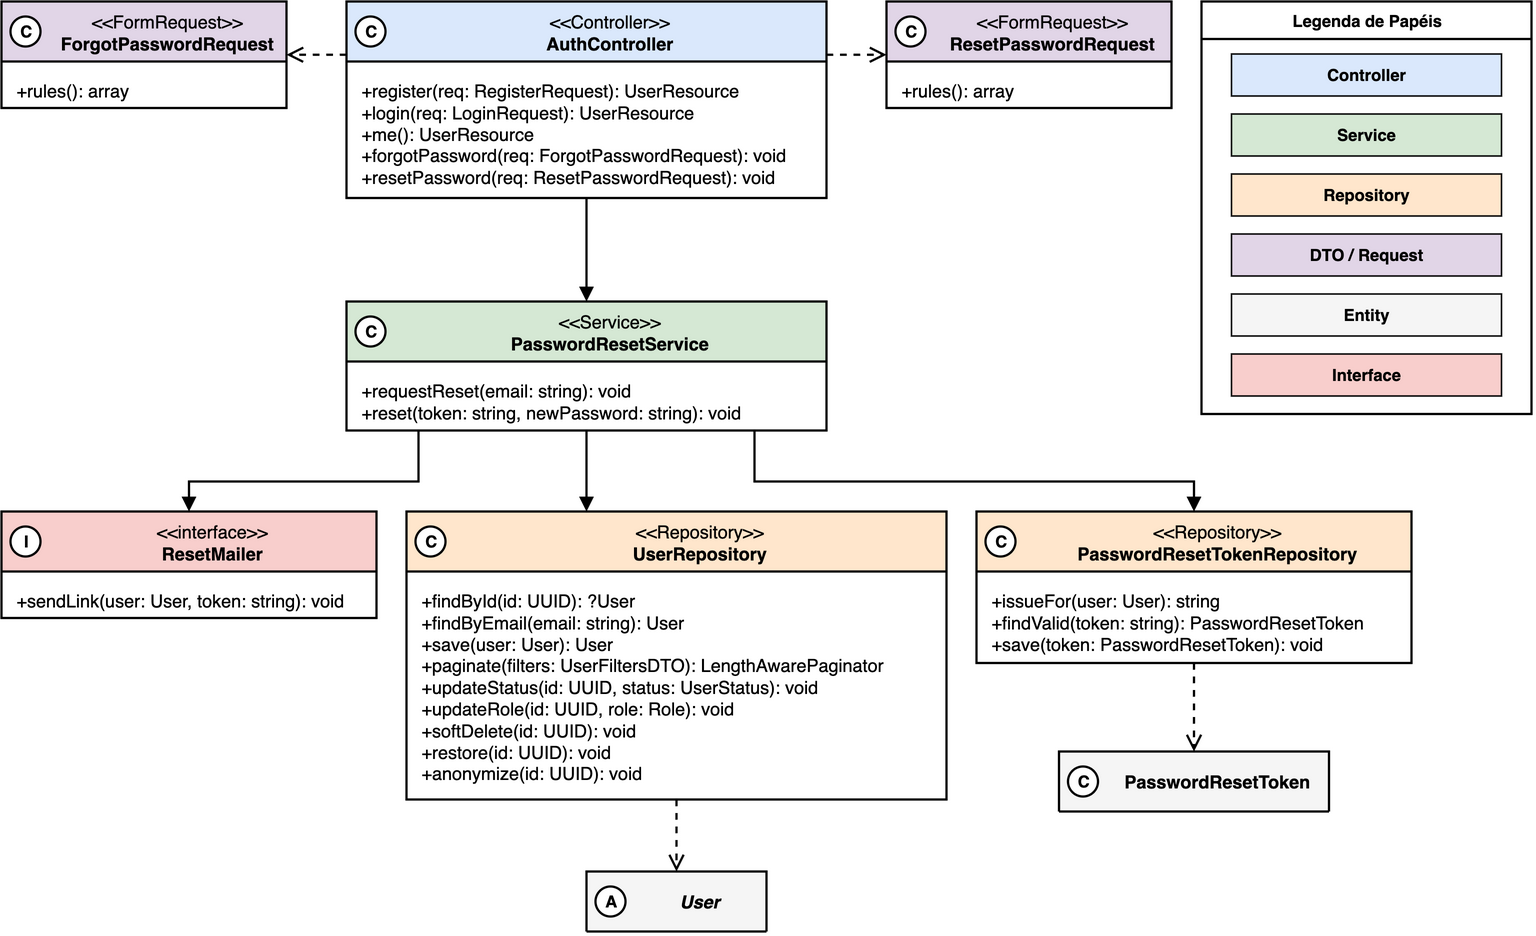 C
<<FormRequest>>
ForgotPasswordRequest
+rules(): array
C
<<Controller>>
AuthController
+register(req: RegisterRequest): UserResource
+login(req: LoginRequest): UserResource
+me(): UserResource
+forgotPassword(req: ForgotPasswordRequest): void
+resetPassword(req: ResetPasswordRequest): void
C
<<FormRequest>>
ResetPasswordRequest
+rules(): array
Legenda de Papéis
Controller
Service
Repository
DTO / Request
Entity
Interface
C
<<Service>>
PasswordResetService
+requestReset(email: string): void
+reset(token: string, newPassword: string): void
I
<<interface>>
ResetMailer
+sendLink(user: User, token: string): void
C
<<Repository>>
UserRepository
+findById(id: UUID): ?User
+findByEmail(email: string): User
+save(user: User): User
+paginate(filters: UserFiltersDTO): LengthAwarePaginator
+updateStatus(id: UUID, status: UserStatus): void
+updateRole(id: UUID, role: Role): void
+softDelete(id: UUID): void
+restore(id: UUID): void
+anonymize(id: UUID): void
C
<<Repository>>
PasswordResetTokenRepository
+issueFor(user: User): string
+findValid(token: string): PasswordResetToken
+save(token: PasswordResetToken): void
C
PasswordResetToken
A
User